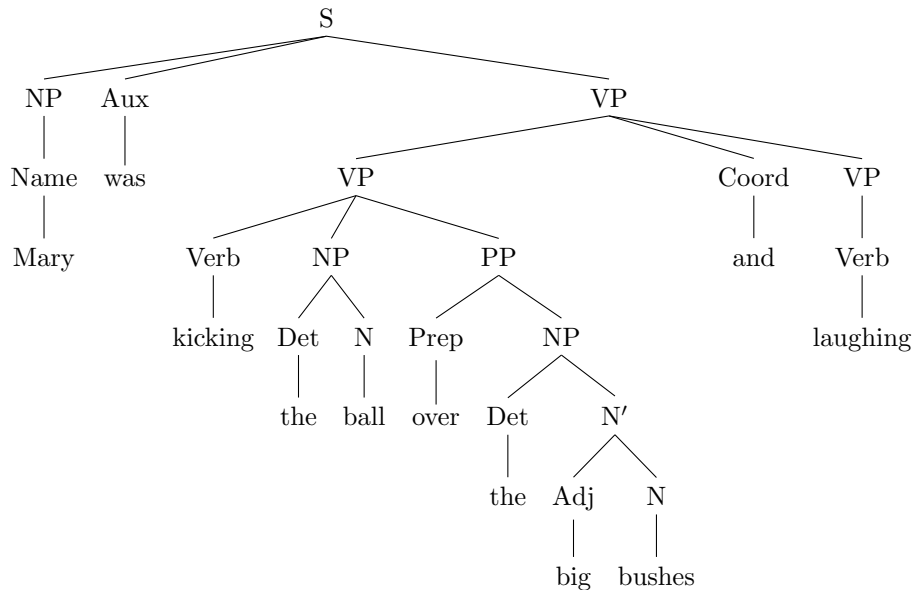 S
NP Aux VP
Name was VP Coord VP
Mary Verb NP PP and Verb
kicking Det N Prep NP laughing
the ball over Det N′
the Adj N
big bushes